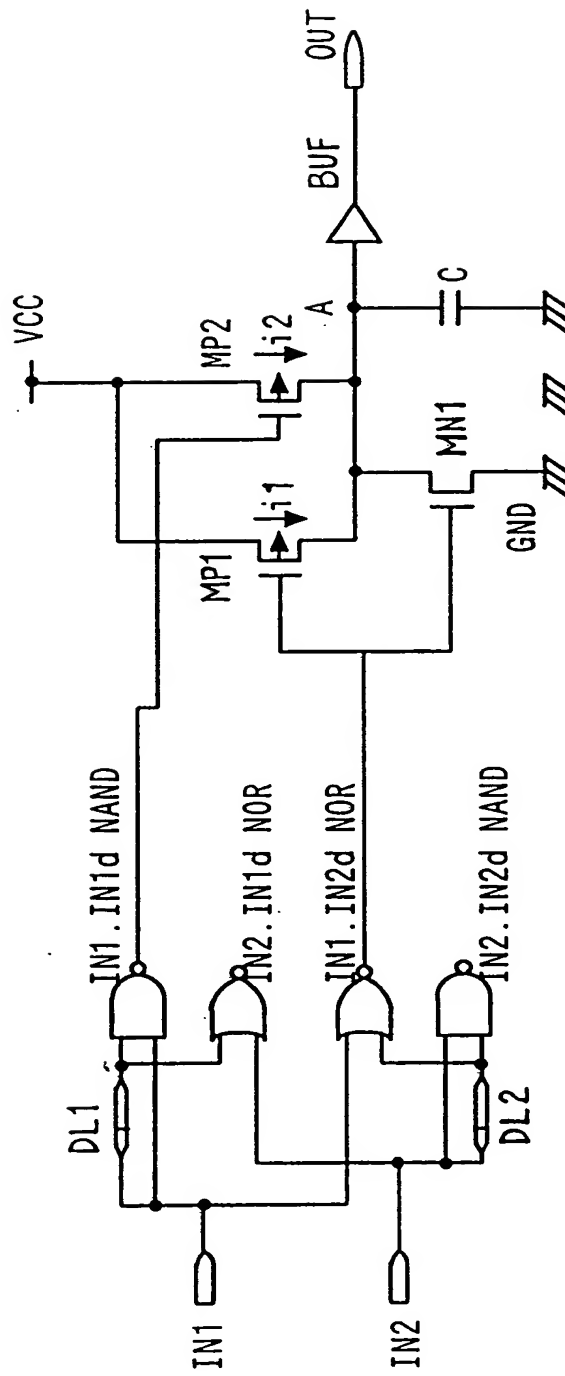 VCC
MP1
i1
MP2
i2
A
BUF
OUT
C
MN1
GND
IN1.IN1d NAND
IN2.IN1d NOR
IN1.IN2d NOR
IN2.IN2d NAND
DL1
DL2
IN1
IN2